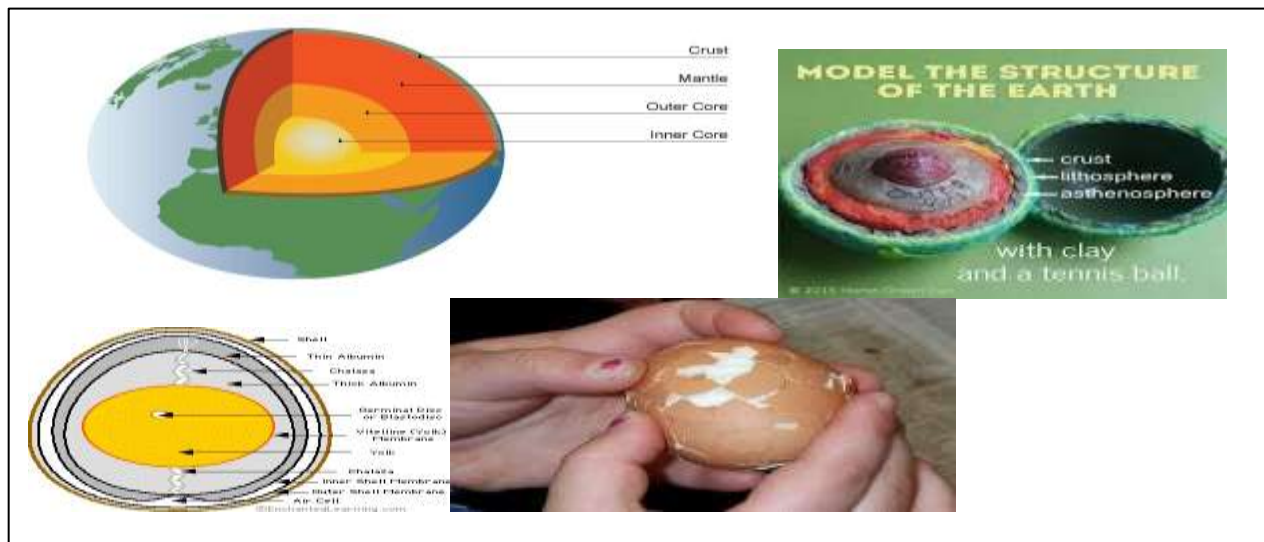 Crust
Mantle
Outer Core
Inner Core
MODEL THE STRUCTURE
OF THE EARTH
crust
lithosphere
asthenosphere
with clay
and a tennis ball.
Shell
Thin Albumin
Chalaza
Thick Albumin
Germinal Disc
or Blastodisc
Vitelline (Yolk)
Membrane
Yolk
Chalaza
Inner Shell Membrane
Outer Shell Membrane
Air Cell
©EnchantedLearning.com